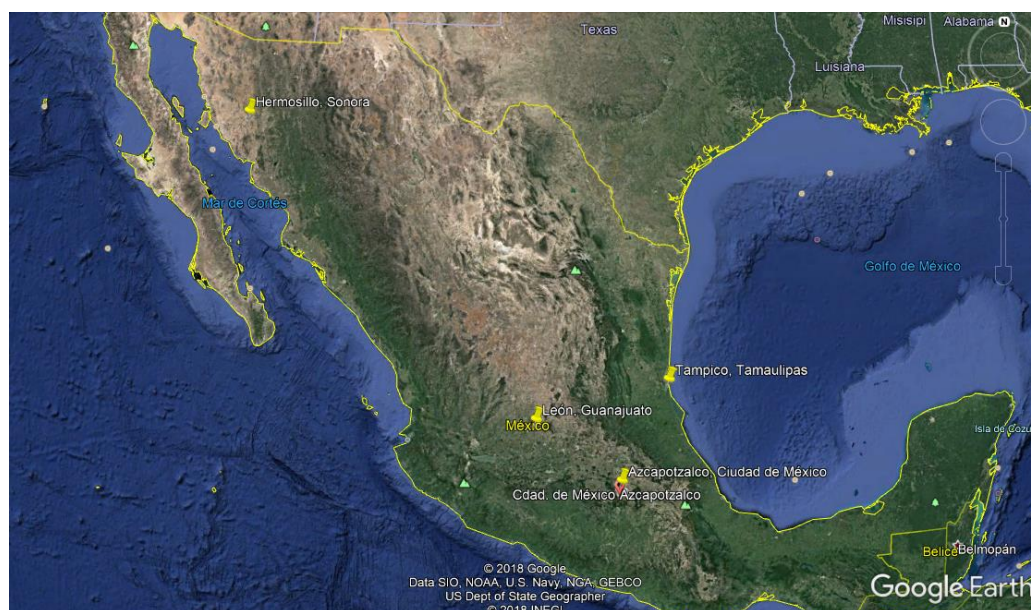 Misisipi
Alabama
N
Texas
Luisiana
Hermosillo, Sonora
Mar de Cortés
Golfo de México
Tampico, Tamaulipas
León, Guanajuato
México
Isla de Cozu
Azcapotzalco, Ciudad de México
Cdad. de México Azcapotzalco
Belice
Belmopán
© 2018 Google
Data SIO, NOAA, U.S. Navy, NGA, GEBCO
US Dept of State Geographer
© 2018 INEGI
Google Earth